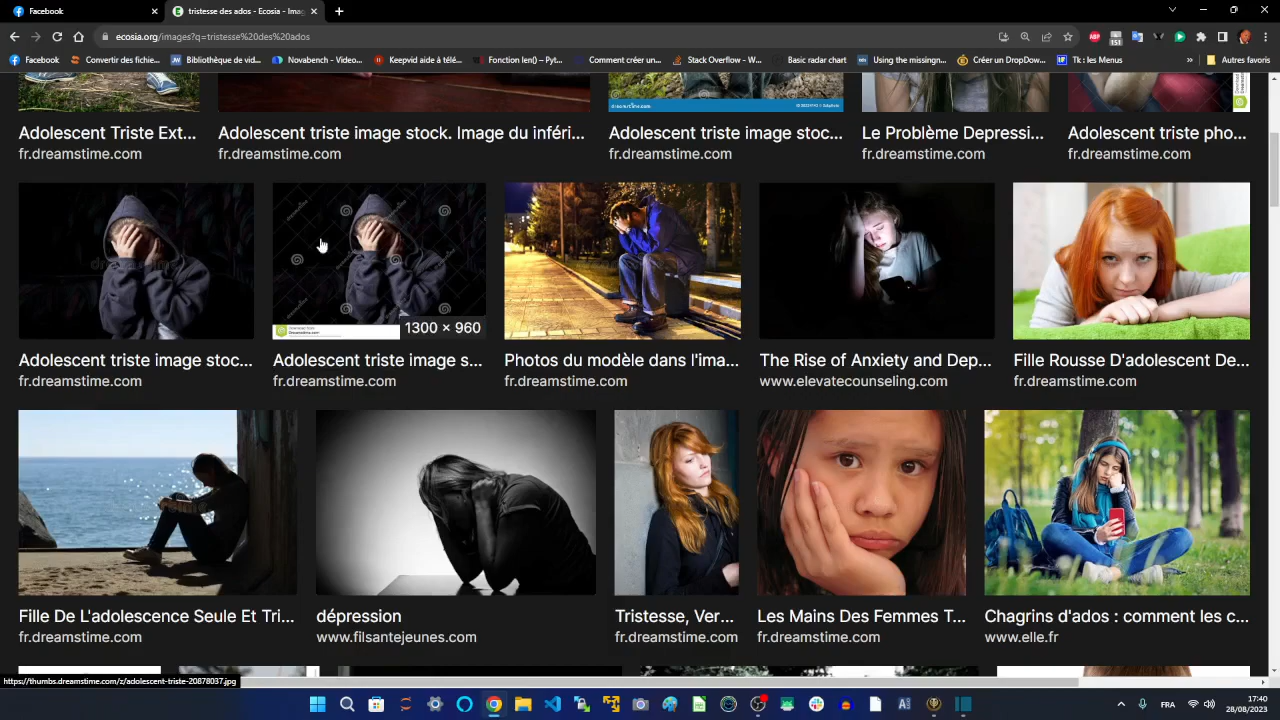 Facebook
tristesse des ados - Ecosia - Imag
ecosia.org/images?q=tristesse%20des%20ados
151
Facebook
Convertir des fichie...
Bibliothèque de vid...
Novabench - Video...
Keepvid aide à télé...
Fonction len() – Pyt...
Comment créer un...
Stack Overflow - W...
Basic radar chart
Using the missingn...
Créer un DropDow...
Tk : les Menus
»
Autres favoris
dreamstime.com
Adolescent Triste Ext...
Adolescent triste image stock. Image du inféri...
Adolescent triste image stoc...
Le Problème Depressi...
Adolescent triste pho...
fr.dreamstime.com
fr.dreamstime.com
fr.dreamstime.com
fr.dreamstime.com
fr.dreamstime.com
1300 × 960
Adolescent triste image stoc...
Adolescent triste image s...
Photos du modèle dans l'ima...
The Rise of Anxiety and Dep...
Fille Rousse D'adolescent De...
fr.dreamstime.com
fr.dreamstime.com
fr.dreamstime.com
www.elevatecounseling.com
fr.dreamstime.com
Fille De L'adolescence Seule Et Tri...
dépression
Tristesse, Ver...
Les Mains Des Femmes T...
Chagrins d'ados : comment les c...
fr.dreamstime.com
www.filsantejeunes.com
fr.dreamstime.com
fr.dreamstime.com
www.elle.fr
https://thumbs.dreamstime.com/z/adolescent-triste-20878037.jpg
FRA
17:40
28/08/2023